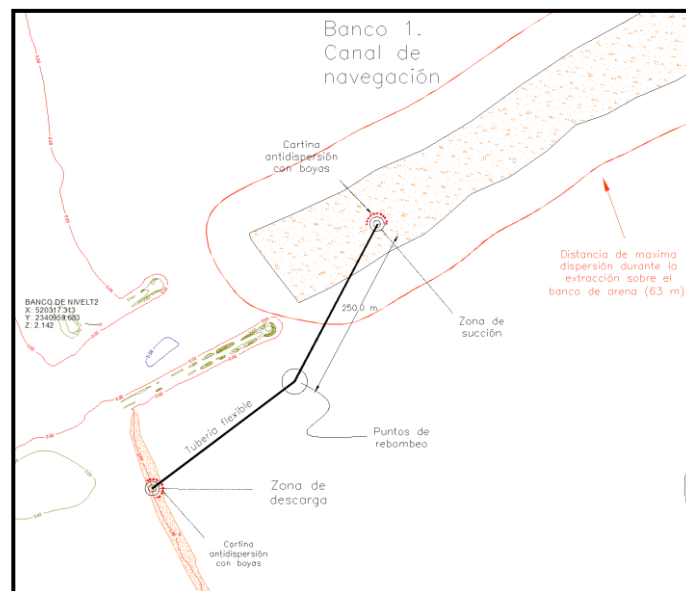 Banco 1.
Canal de
navegación
Cortina
antidispersión
con boyas
Distancia de maxima
dispersión durante la
extracción sobre el
banco de arena (63 m)
BANCO DE NIVELT2
X: 520317.313
Y: 2340959.683
Z: 2.142
250.0 m
Zona de
succión
Tubería flexible
Puntos de
rebombeo
Zona de
descarga
Cortina
antidispersión
con boyas